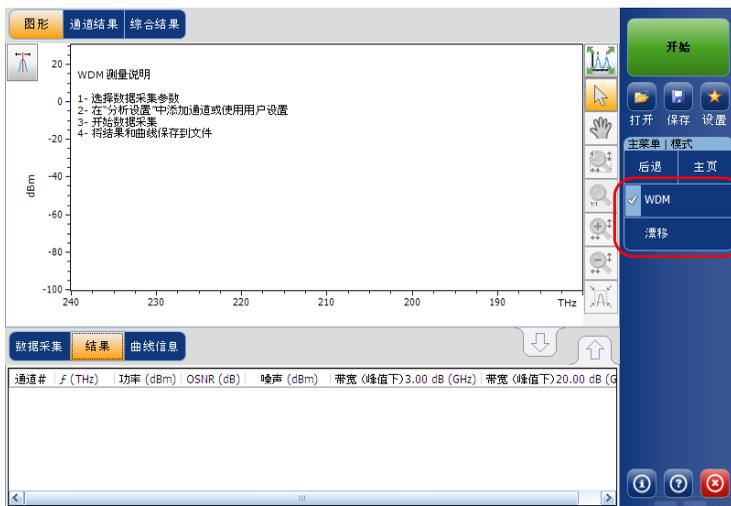 图形 通道结果 综合结果
WDM 测量说明
1- 选择数据采集参数
2- 在“分析设置”中添加通道或使用用户设置
3- 开始数据采集
4- 将结果和曲线保存到文件
dBm
20
0
-20
-40
-60
-80
-100
240 230 220 210 200 190 THz
1:1
数据采集 结果 曲线信息
通道# f (THz) 功率 (dBm) OSNR (dB) 噪声 (dBm) 带宽 (峰值下)3.00 dB (GHz) 带宽 (峰值下)20.00 dB (G
开始
打开 保存 设置
主菜单 | 模式
后退 主页
WDM
漂移